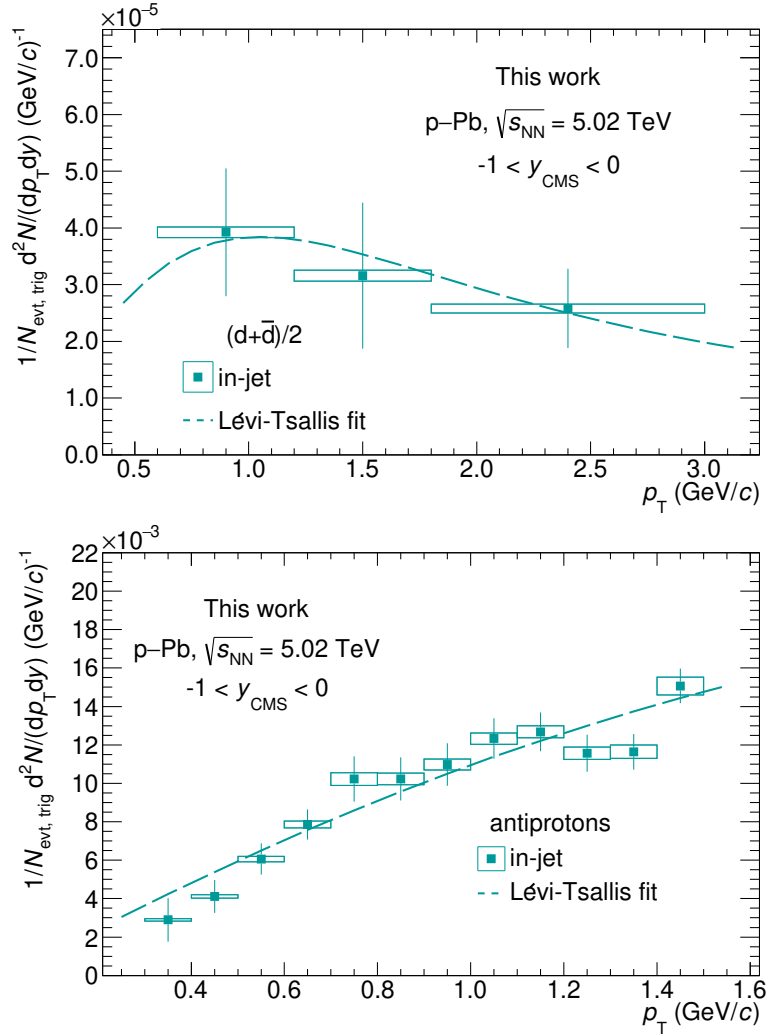 ×10⁻⁵
1/N_evt, trig d²N/(dp_T dy) (GeV/c)⁻¹
7.0
6.0
5.0
4.0
3.0
2.0
1.0
0.0
This work
p–Pb, √s_NN = 5.02 TeV
-1 < y_CMS < 0
(d+d̅)/2
in-jet
Lévi-Tsallis fit
0.5 1.0 1.5 2.0 2.5 3.0
p_T (GeV/c)
×10⁻³
1/N_evt, trig d²N/(dp_T dy) (GeV/c)⁻¹
22
20
18
16
14
12
10
8
6
4
2
0
This work
p–Pb, √s_NN = 5.02 TeV
-1 < y_CMS < 0
antiprotons
in-jet
Lévi-Tsallis fit
0.4 0.6 0.8 1.0 1.2 1.4 1.6
p_T (GeV/c)